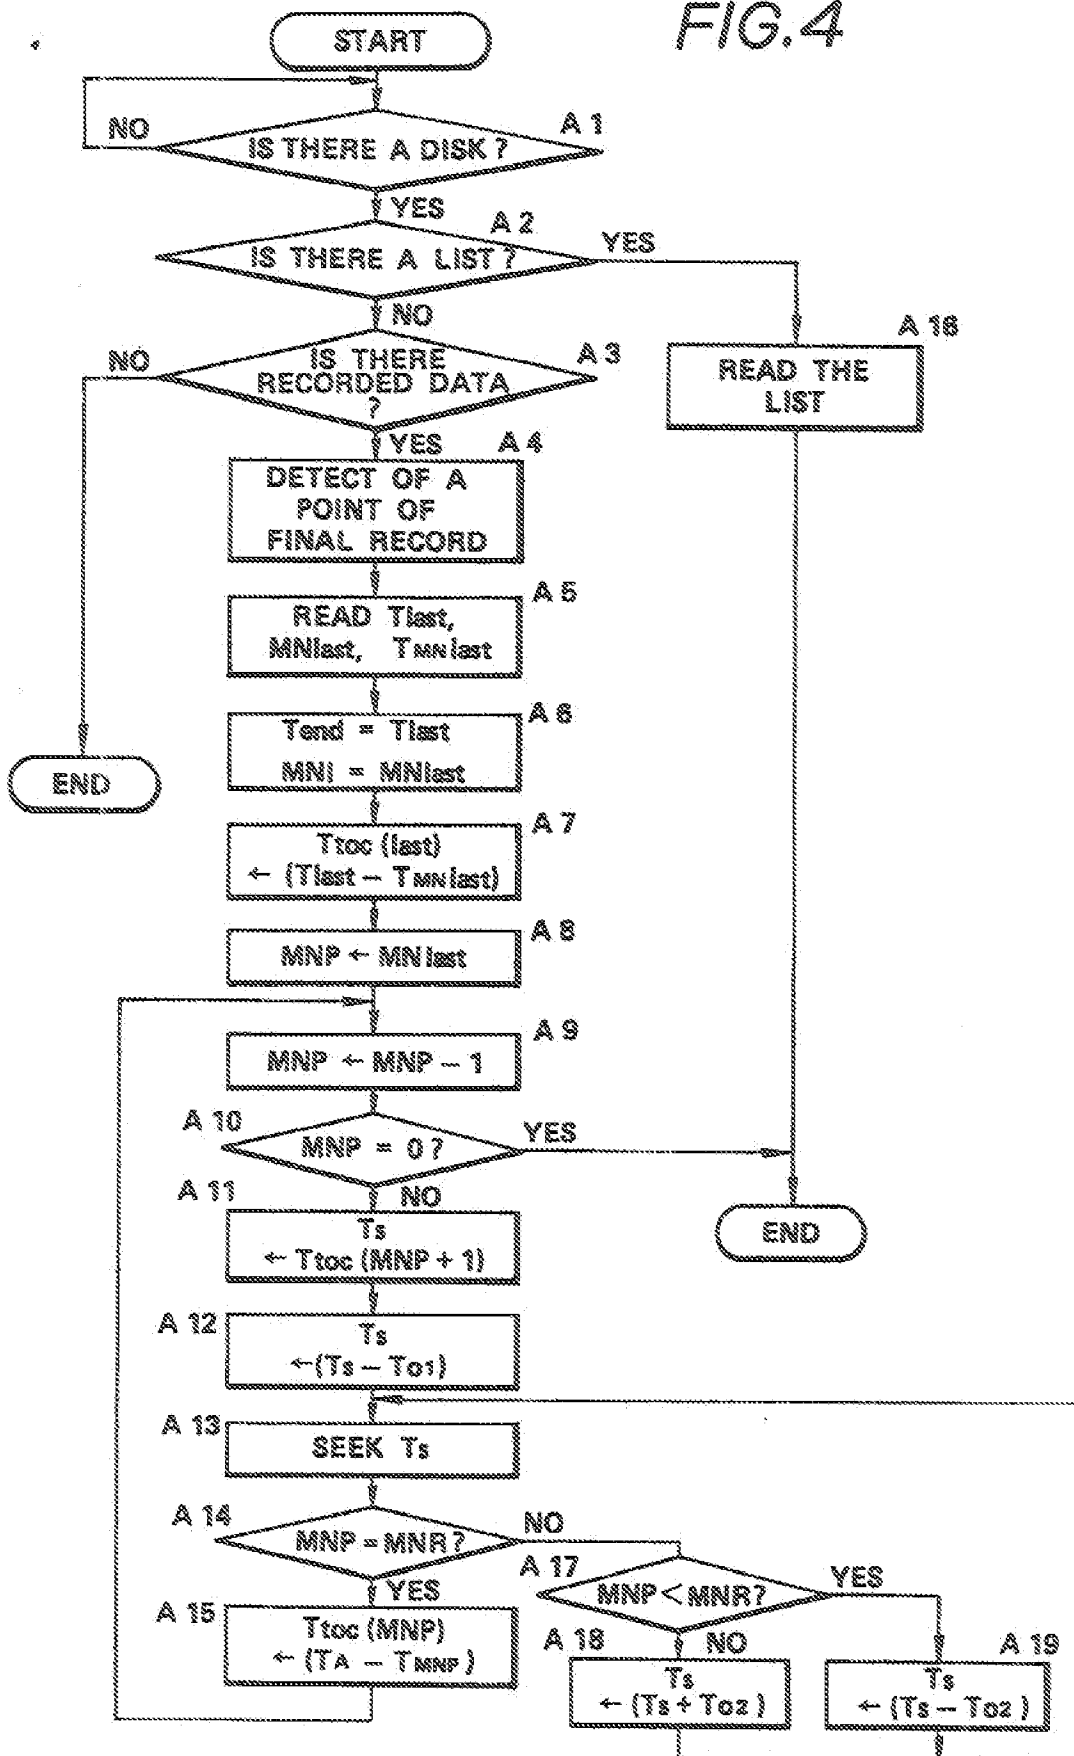 FIG.4
START
A 1
NO
IS THERE A DISK ?
YES
A 2
YES
IS THERE A LIST ?
NO
A 16
NO
A 3
IS THERE
RECORDED DATA
?
READ THE
LIST
YES
A 4
DETECT OF A
POINT OF
FINAL RECORD
A 5
READ Tlast,
MNlast, TMNlast
A 6
Tend = Tlast
MNl = MNlast
END
A 7
Ttoc (last)
← (Tlast − TMNlast)
A 8
MNP ← MNlast
A 9
MNP ← MNP − 1
A 10
MNP = 0 ?
YES
A 11
NO
Ts
← Ttoc (MNP + 1)
END
A 12
Ts
←(Ts − To1)
A 13
SEEK Ts
A 14
MNP = MNR ?
NO
A 17
MNP < MNR?
YES
YES
A 15
Ttoc (MNP)
← (TA − TMNP)
A 18
NO
Ts
← (Ts + To2)
A 19
Ts
← (Ts − To2)